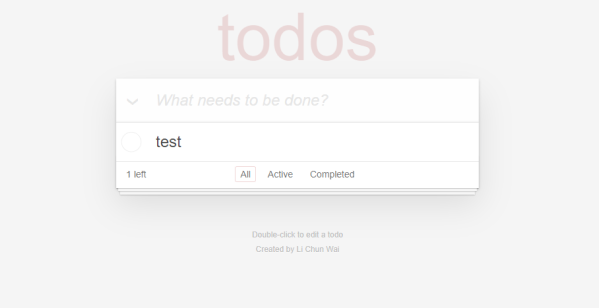 todos
What needs to be done?
test
1 left All Active Completed
Double-click to edit a todo
Created by Li Chun Wai